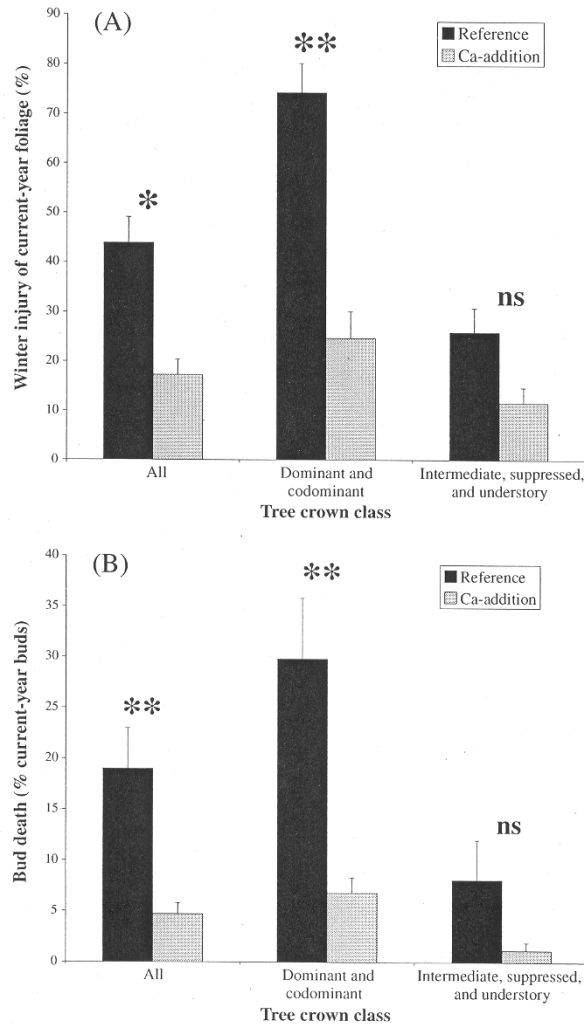 (A)
Reference
Ca-addition
Winter injury of current-year foliage (%)
90
80
70
60
50
40
30
20
10
0
*
**
ns
All
Dominant and
codominant
Intermediate, suppressed,
and understory
Tree crown class
(B)
Reference
Ca-addition
Bud death (% current-year buds)
40
35
30
25
20
15
10
5
0
**
**
ns
All
Dominant and
codominant
Intermediate, suppressed,
and understory
Tree crown class